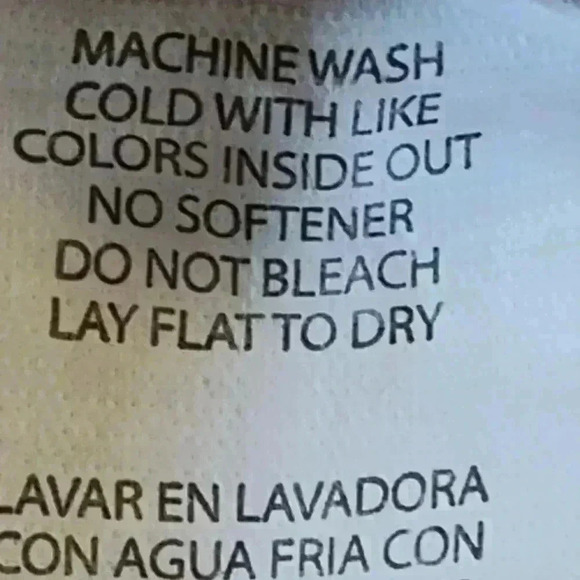 MACHINE WASH
COLD WITH LIKE
COLORS INSIDE OUT
NO SOFTENER
DO NOT BLEACH
LAY FLAT TO DRY
LAVAR EN LAVADORA
CON AGUA FRIA CON